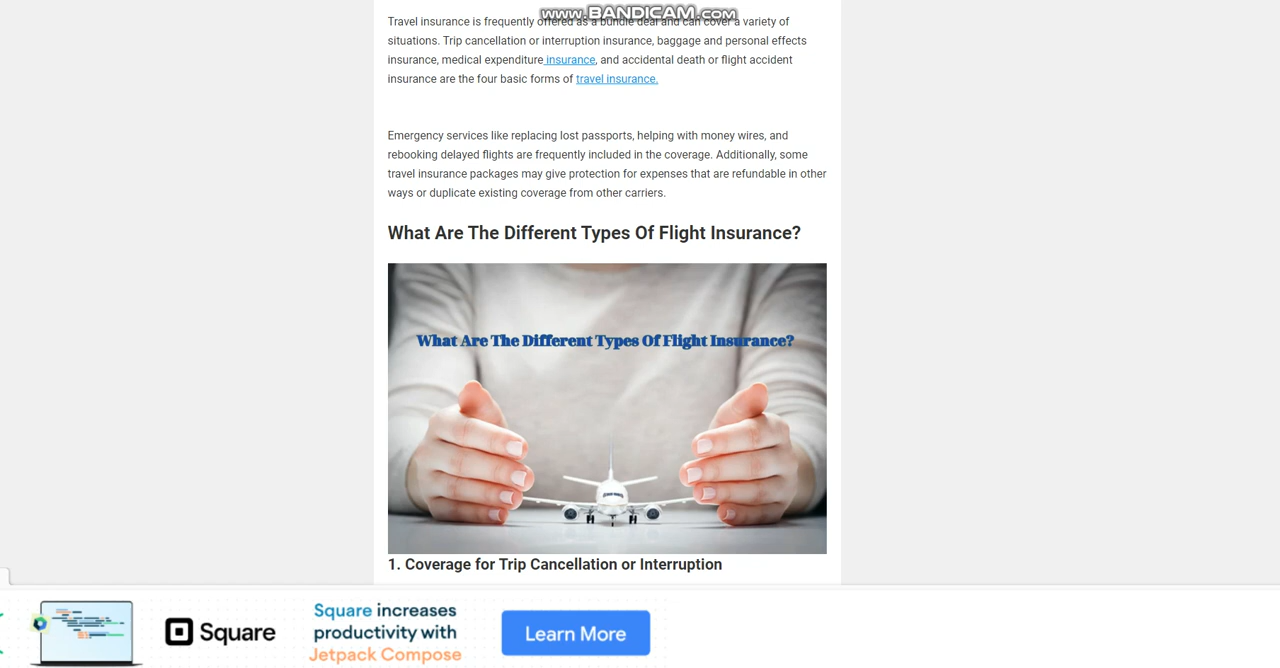 www.BANDICAM.com
Travel insurance is frequently offered as a bundle deal and can cover a variety of
situations. Trip cancellation or interruption insurance, baggage and personal effects
insurance, medical expenditure insurance, and accidental death or flight accident
insurance are the four basic forms of travel insurance.
Emergency services like replacing lost passports, helping with money wires, and
rebooking delayed flights are frequently included in the coverage. Additionally, some
travel insurance packages may give protection for expenses that are refundable in other
ways or duplicate existing coverage from other carriers.
What Are The Different Types Of Flight Insurance?
What Are The Different Types Of Flight Insurance?
1. Coverage for Trip Cancellation or Interruption
Square
Square increases
productivity with
Jetpack Compose
Learn More